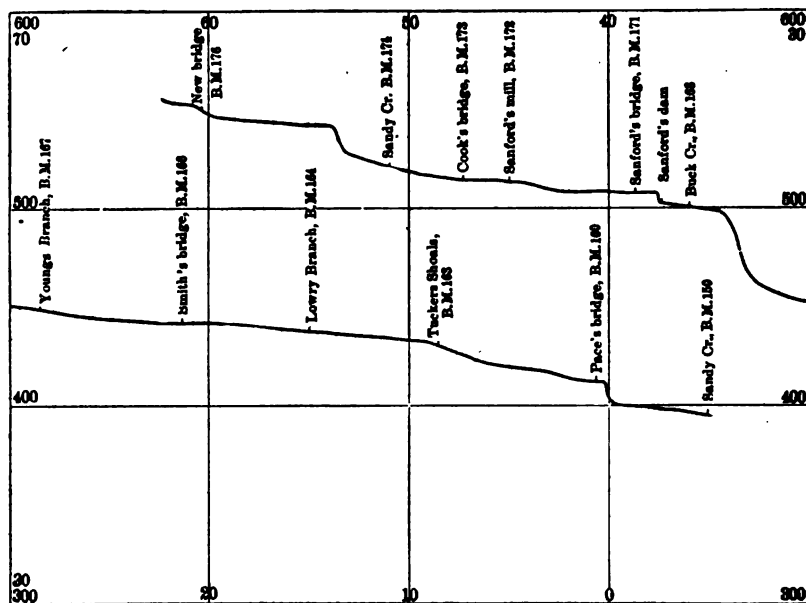 600
70
60
50
40
600
30
New bridge
B.M.176
Sandy Cr. B.M.174
Cook's bridge, B.M.173
Sanford's mill, B.M.172
Sanford's bridge, B.M.171
Sanford's dam
Buck Cr., B.M.168
500
500
Youngs Branch, B.M.167
Smith's bridge, B.M.166
Lowry Branch, B.M.164
Tuckers Shoals,
B.M.163
Pace's bridge, B.M.160
Sandy Cr., B.M.159
400
400
30
300
20
10
0
300